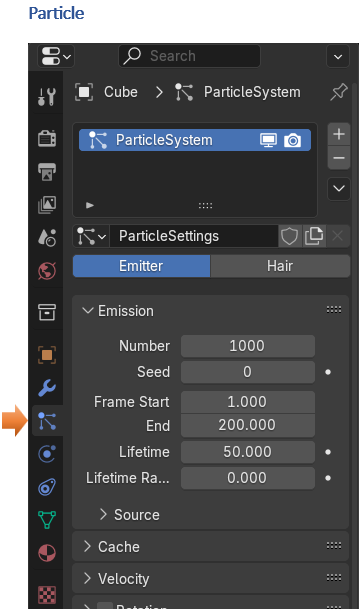 Particle
Search
Cube > ParticleSystem
ParticleSystem
ParticleSettings
Emitter Hair
Emission
Number 1000
Seed 0
Frame Start 1.000
End 200.000
Lifetime 50.000
Lifetime Ra... 0.000
Source
Cache
Velocity
Rotation